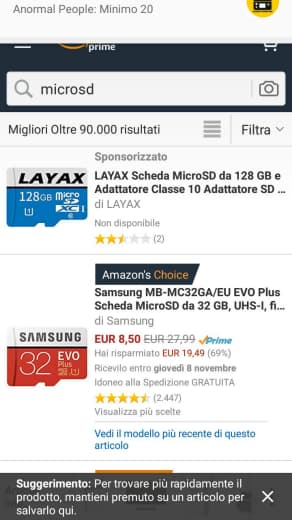 Anormal People: Minimo 20
prime
microsd
Migliori Oltre 90.000 risultati
Filtra
Sponsorizzato
LAYAX
128GB micro
SD
XC I
U1
LAYAX Scheda MicroSD da 128 GB e
Adattatore Classe 10 Adattatore SD ...
di LAYAX
Non disponibile
(2)
Amazon's Choice
SAMSUNG
32 EVO
Plus
Samsung MB-MC32GA/EU EVO Plus
Scheda MicroSD da 32 GB, UHS-I, fi...
di Samsung
EUR 8,50 EUR 27,99 Prime
Hai risparmiato EUR 19,49 (69%)
Ricevilo entro giovedì 8 novembre
Idoneo alla Spedizione GRATUITA
(2.447)
Visualizza più scelte
Vedi il modello più recente di questo
articolo
Suggerimento: Per trovare più rapidamente il
prodotto, mantieni premuto su un articolo per
salvarlo qui.